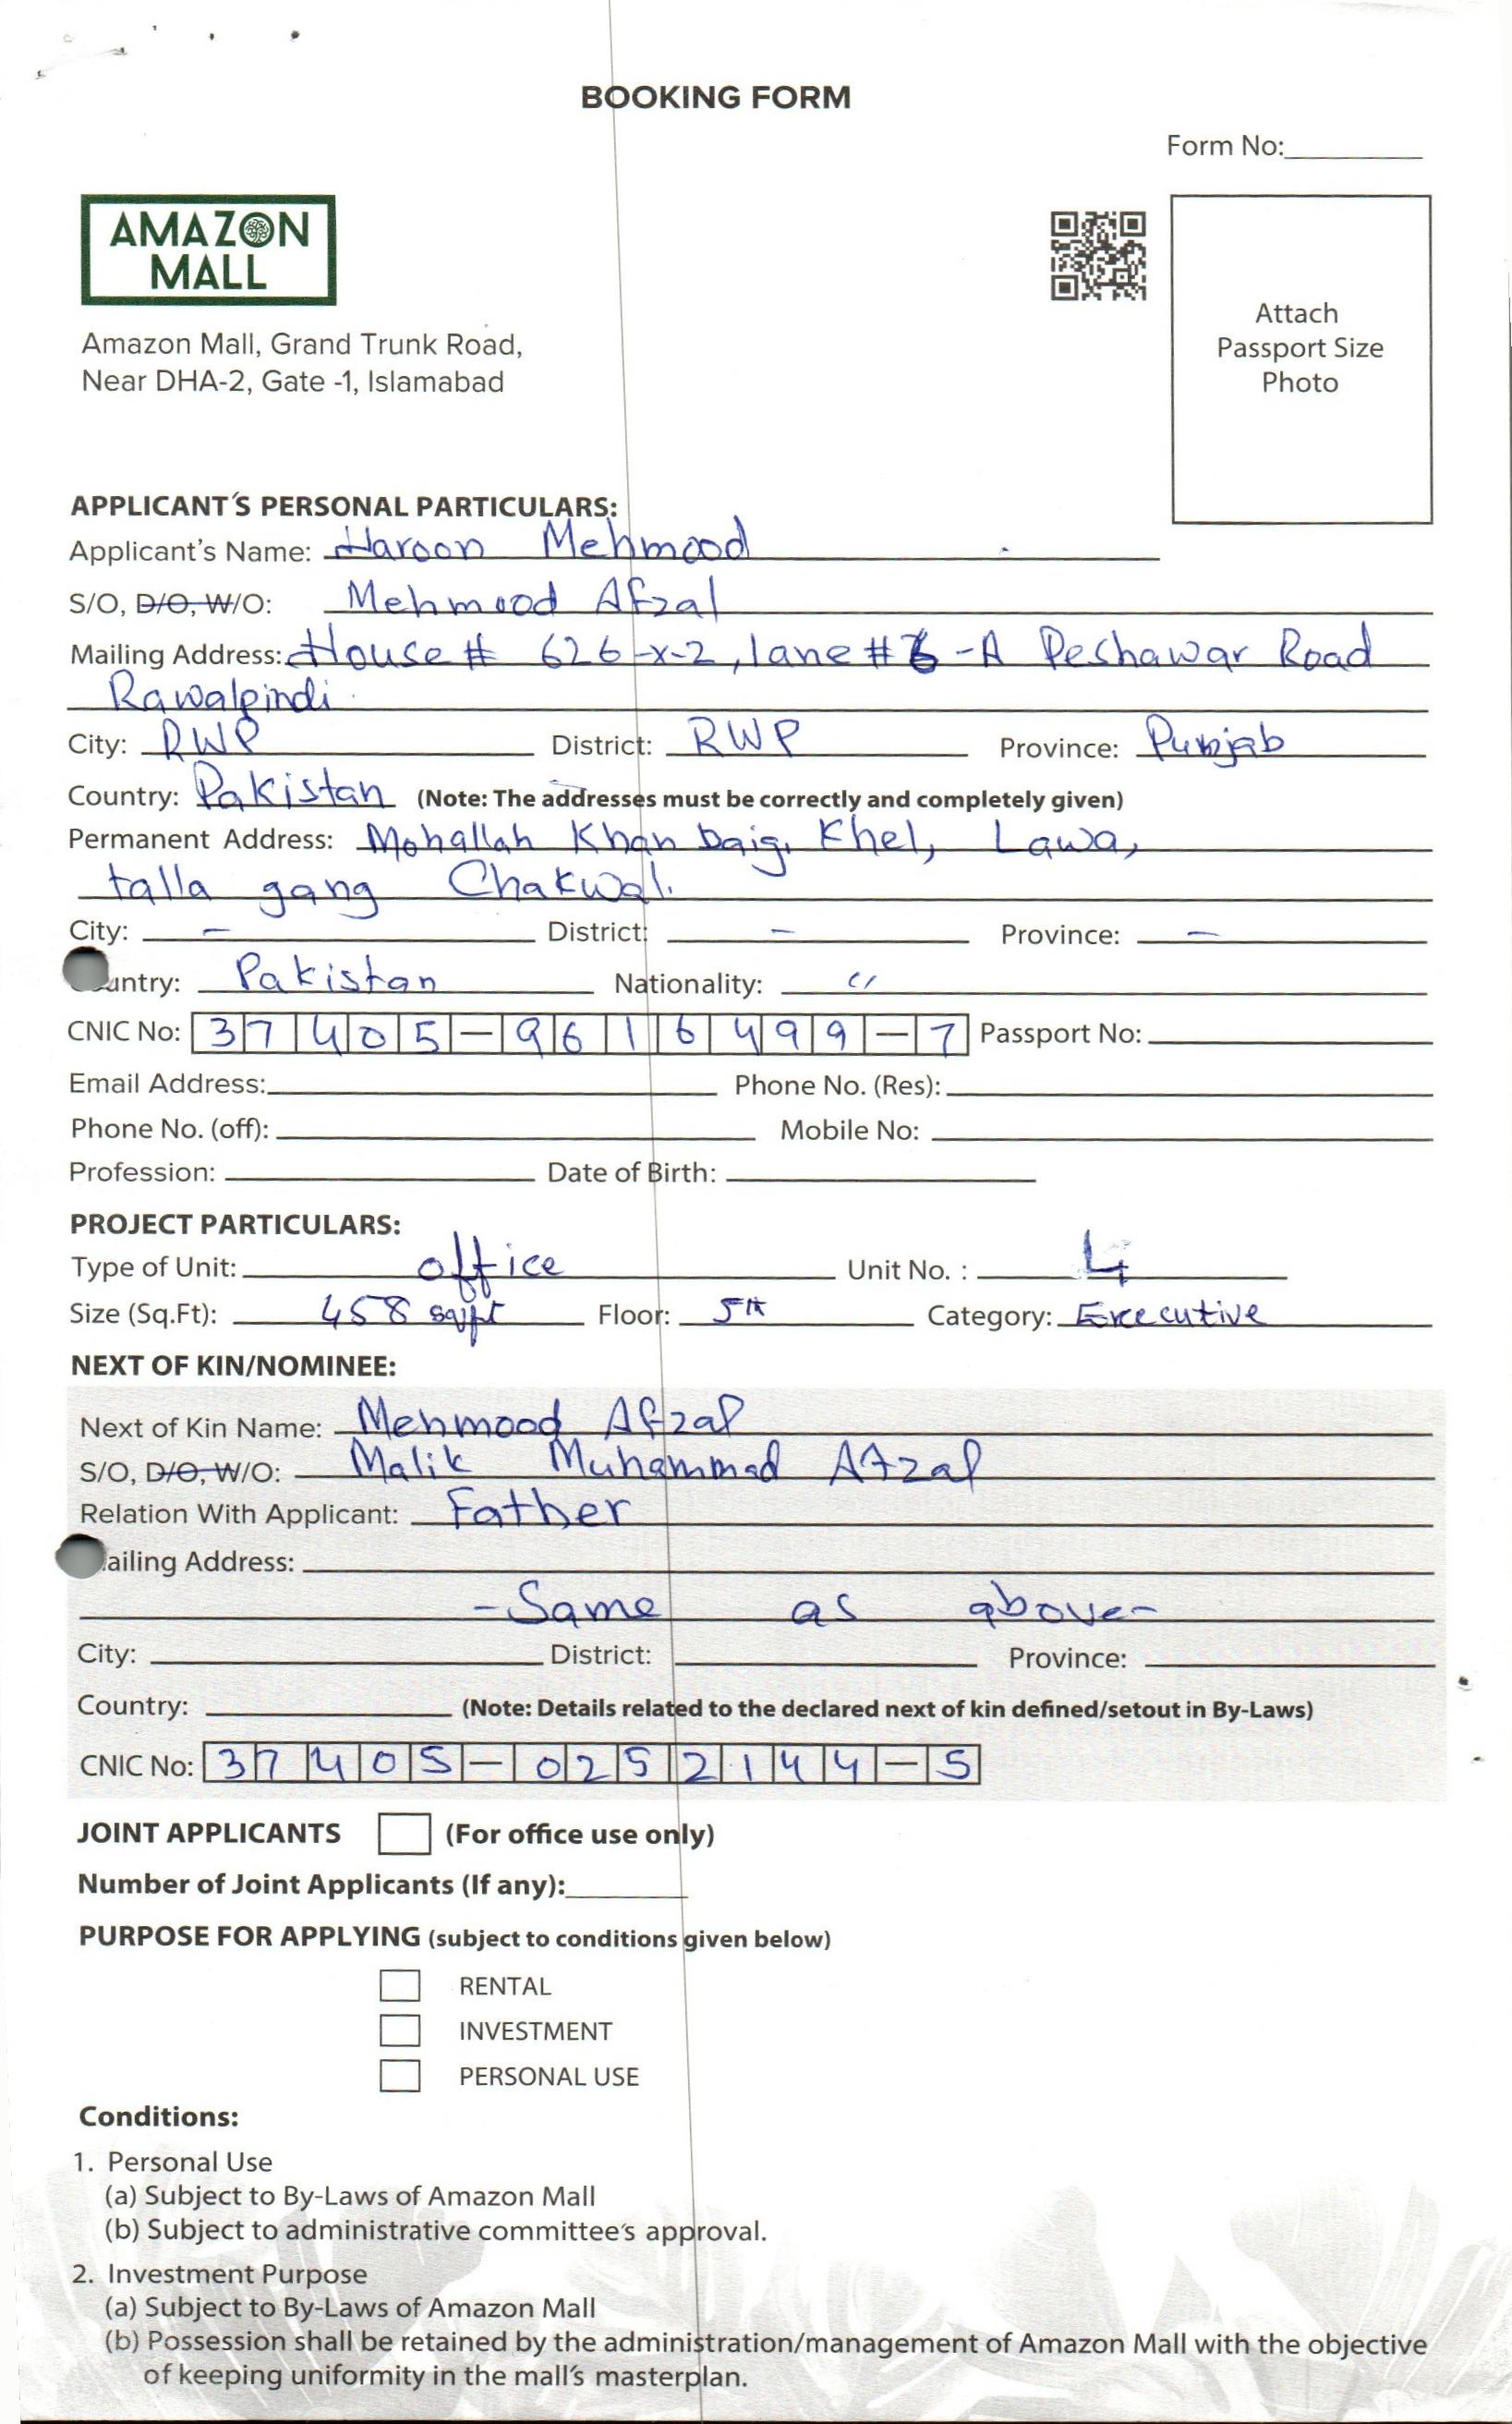 BOOKING FORM
Form No:
AMAZON
MALL
Amazon Mall, Grand Trunk Road,
Near DHA-2, Gate -1, Islamabad
Attach
Passport Size
Photo
APPLICANT'S PERSONAL PARTICULARS:
Applicant's Name: Haroon Mehmood
S/O, D/O, W/O: Mehmood Afzal
Mailing Address: House # 626-x-2, lane # 6-A Peshawar Road
Rawalpindi
City: RWP District: RWP Province: Punjab
Country: Pakistan (Note: The addresses must be correctly and completely given)
Permanent Address: Mohallah Khan baig, Khel, Lawa,
talla gang Chakwal.
City: - District: - Province: -
untry: Pakistan Nationality: "
CNIC No: 37405-9616499-7 Passport No:
Email Address: Phone No. (Res):
Phone No. (off): Mobile No:
Profession: Date of Birth:
PROJECT PARTICULARS:
Type of Unit: office Unit No. : 4
Size (Sq.Ft): 458 sqft Floor: 5th Category: Executive
NEXT OF KIN/NOMINEE:
Next of Kin Name: Mehmood Afzal
S/O, D/O, W/O: Malik Muhammad Afzal
Relation With Applicant: Father
ailing Address:
- Same as above -
City: District: Province:
Country: (Note: Details related to the declared next of kin defined/setout in By-Laws)
CNIC No: 37405-0252144-5
JOINT APPLICANTS (For office use only)
Number of Joint Applicants (If any):
PURPOSE FOR APPLYING (subject to conditions given below)
RENTAL
INVESTMENT
PERSONAL USE
Conditions:
1. Personal Use
(a) Subject to By-Laws of Amazon Mall
(b) Subject to administrative committee's approval.
2. Investment Purpose
(a) Subject to By-Laws of Amazon Mall
(b) Possession shall be retained by the administration/management of Amazon Mall with the objective
of keeping uniformity in the mall's masterplan.